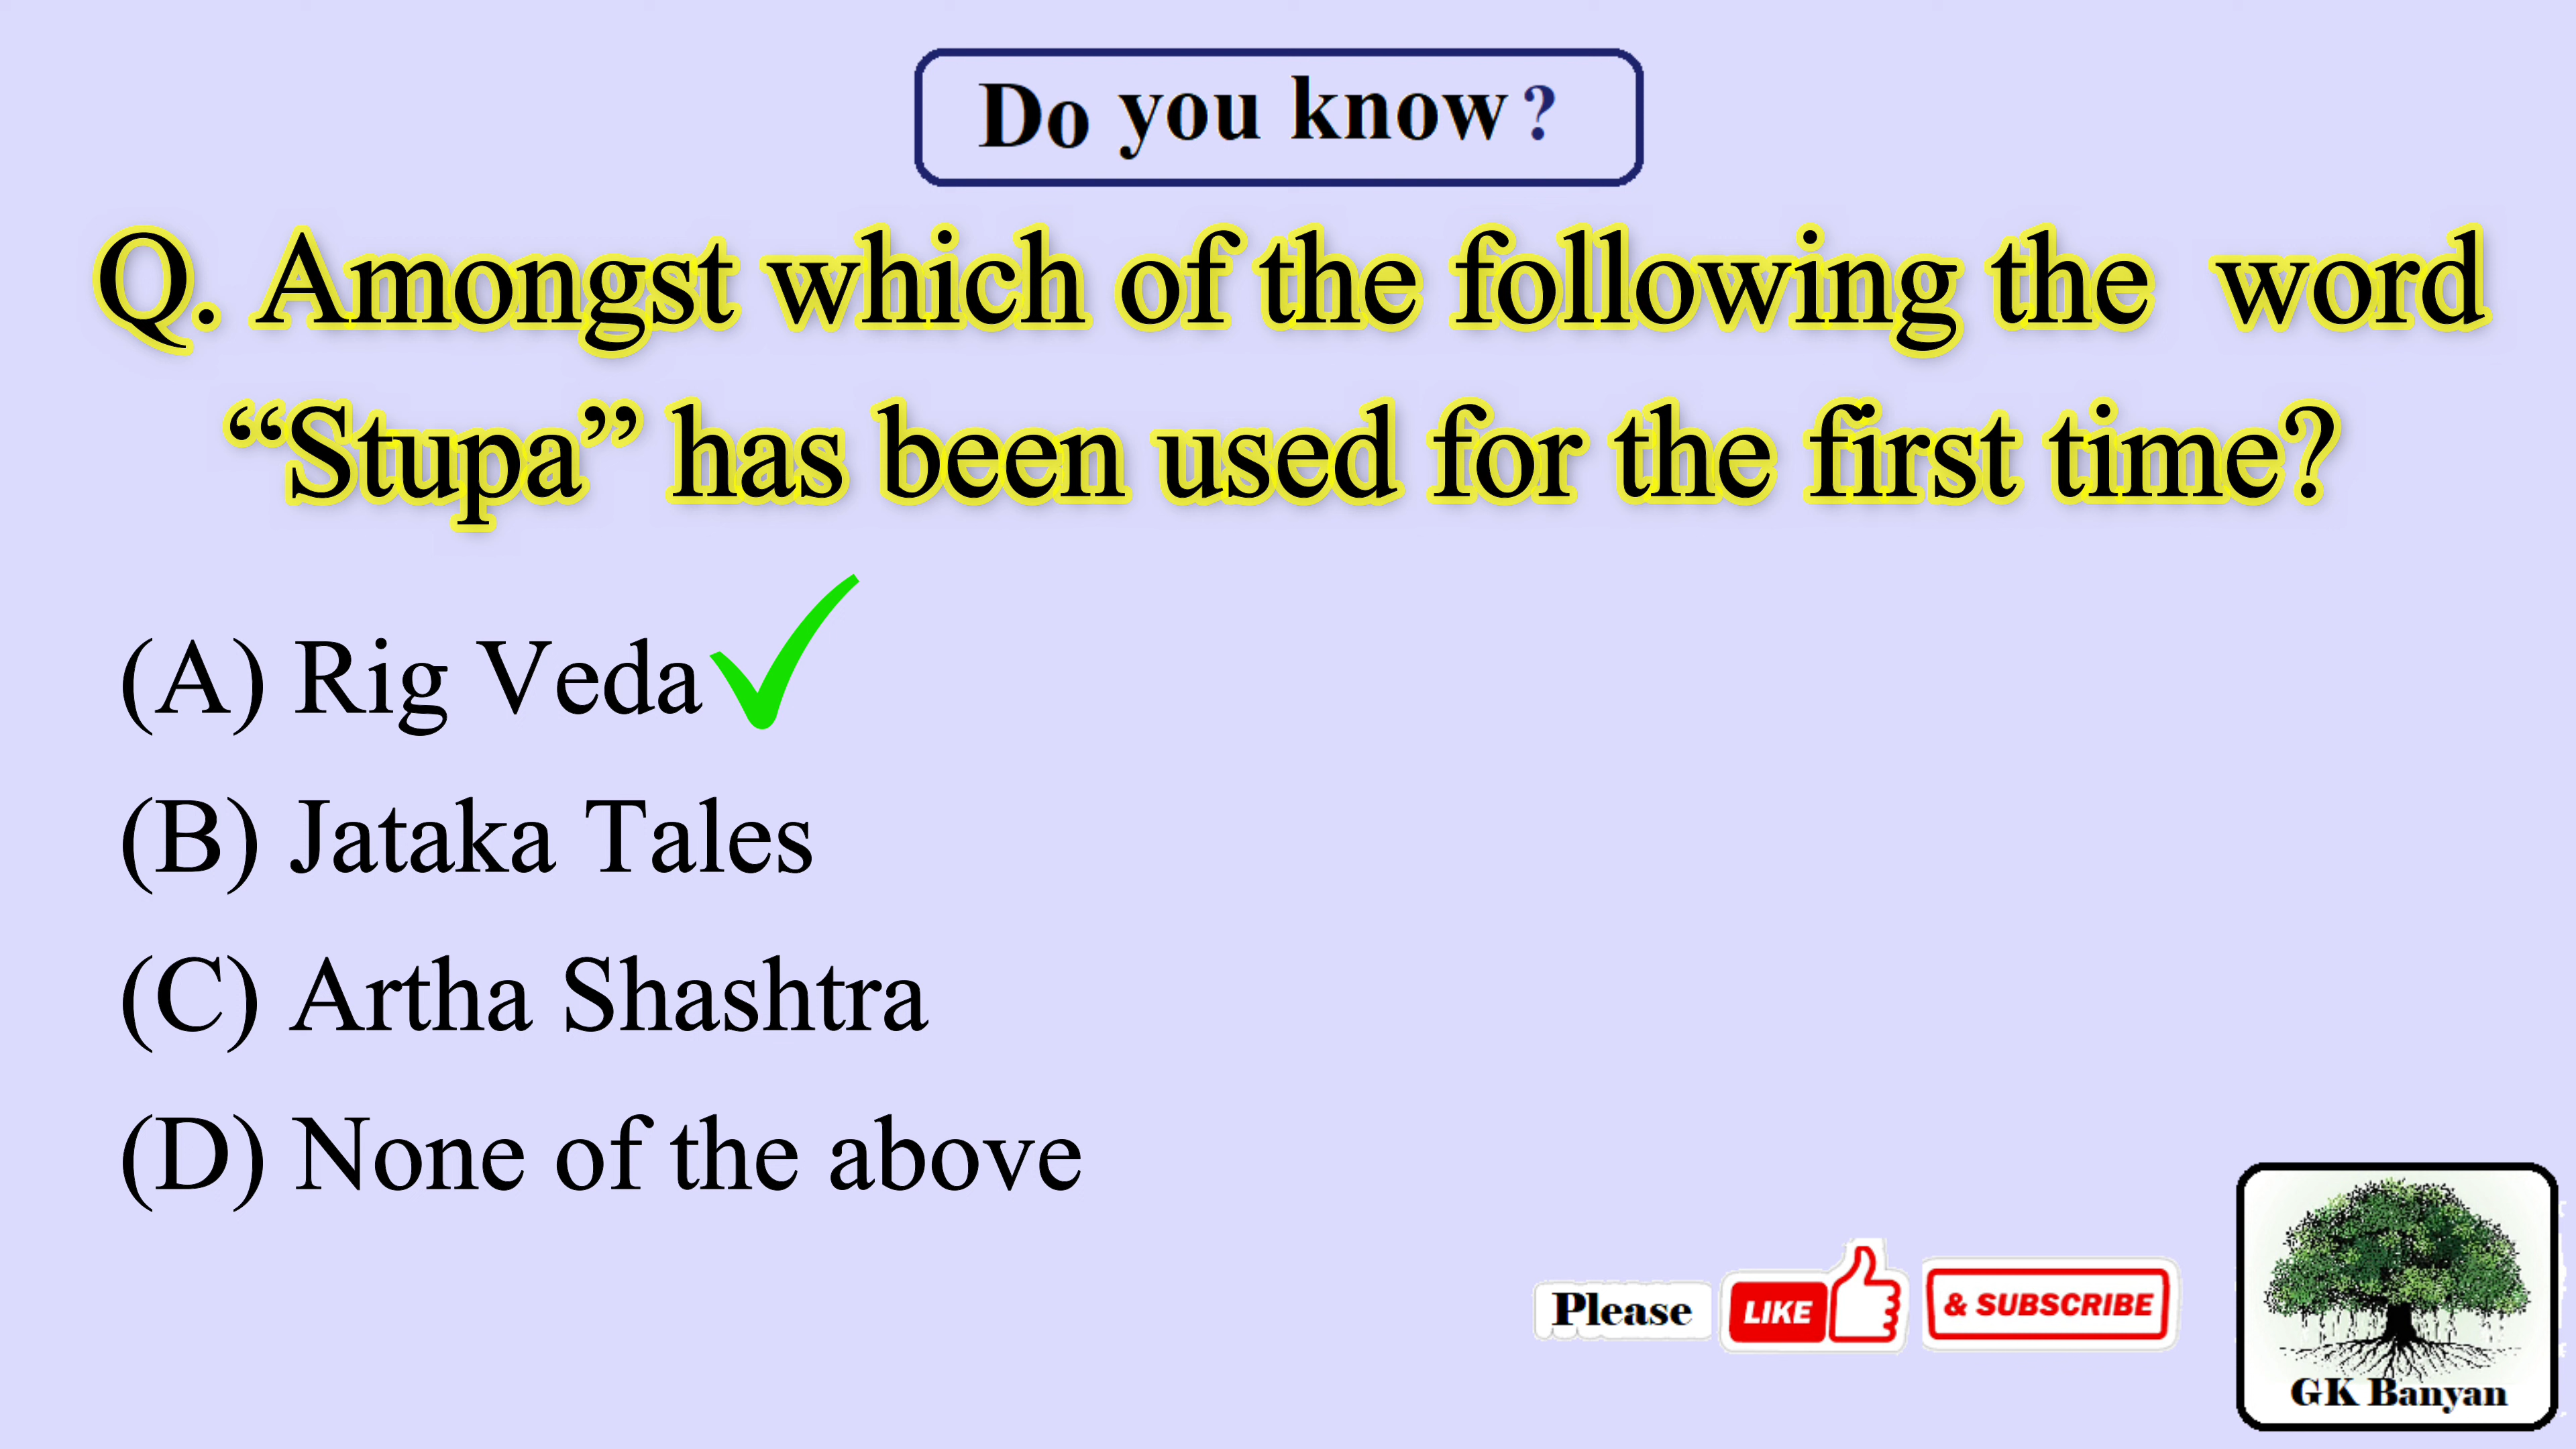 Do you know?
Q. Amongst which of the following the word
“Stupa” has been used for the first time?
(A) Rig Veda
(B) Jataka Tales
(C) Artha Shashtra
(D) None of the above
Please LIKE & SUBSCRIBE
GK Banyan